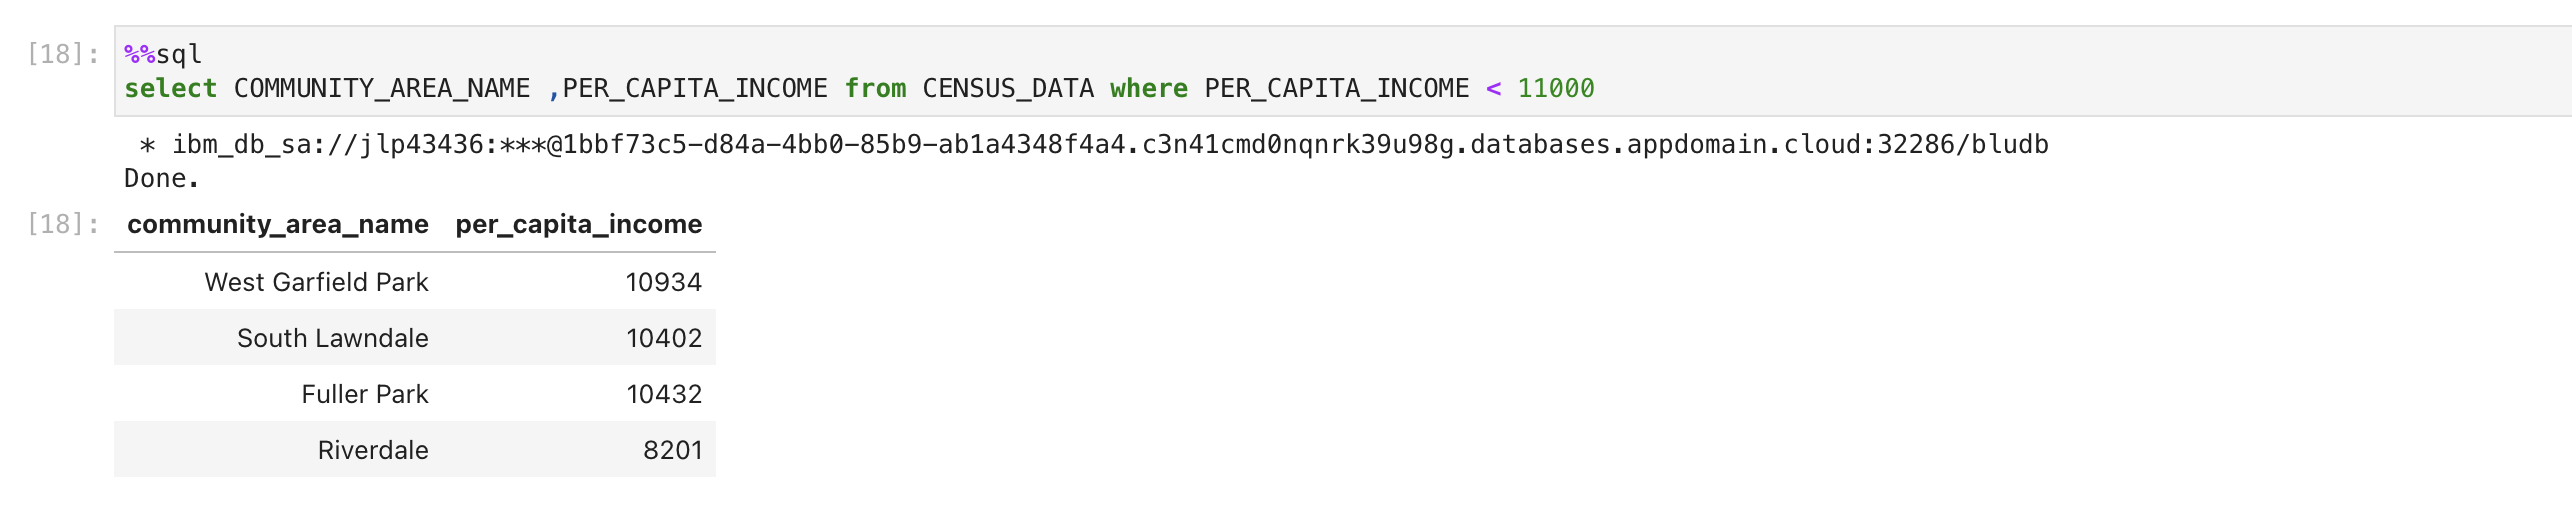 [18]: %%sql
select COMMUNITY_AREA_NAME ,PER_CAPITA_INCOME from CENSUS_DATA where PER_CAPITA_INCOME < 11000
* ibm_db_sa://jlp43436:***@1bbf73c5-d84a-4bb0-85b9-ab1a4348f4a4.c3n41cmd0nqnrk39u98g.databases.appdomain.cloud:32286/bludb
Done.
[18]: community_area_name per_capita_income
West Garfield Park 10934
South Lawndale 10402
Fuller Park 10432
Riverdale 8201